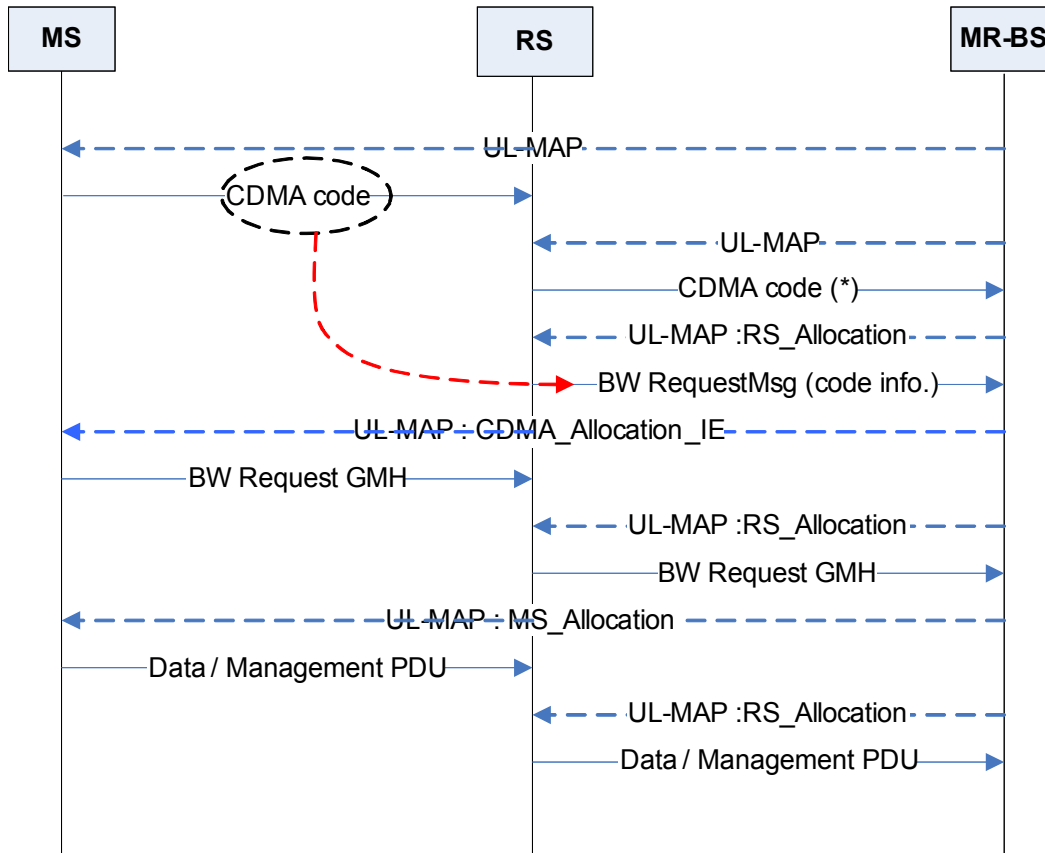 MS RS MR-BS
UL-MAP
CDMA code
UL-MAP
CDMA code (*)
UL-MAP :RS_Allocation
BW RequestMsg (code info.)
UL-MAP : CDMA_Allocation_IE
BW Request GMH
UL-MAP :RS_Allocation
BW Request GMH
UL-MAP : MS_Allocation
Data / Management PDU
UL-MAP :RS_Allocation
Data / Management PDU